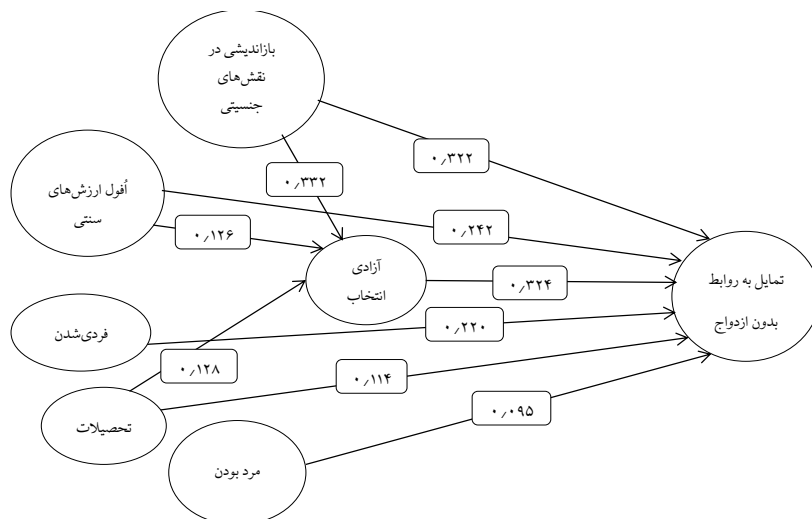 بازاندیشی در
نقش‌های
جنسیتی
۰٫۳۲۲
۰٫۳۳۲
اُفول ارزش‌های
سنتی
۰٫۲۴۲
۰٫۱۲۶
آزادی
انتخاب
تمایل به روابط
بدون ازدواج
۰٫۳۲۴
فردی‌شدن
۰٫۲۲۰
۰٫۱۲۸
۰٫۱۱۴
تحصیلات
۰٫۰۹۵
مرد بودن